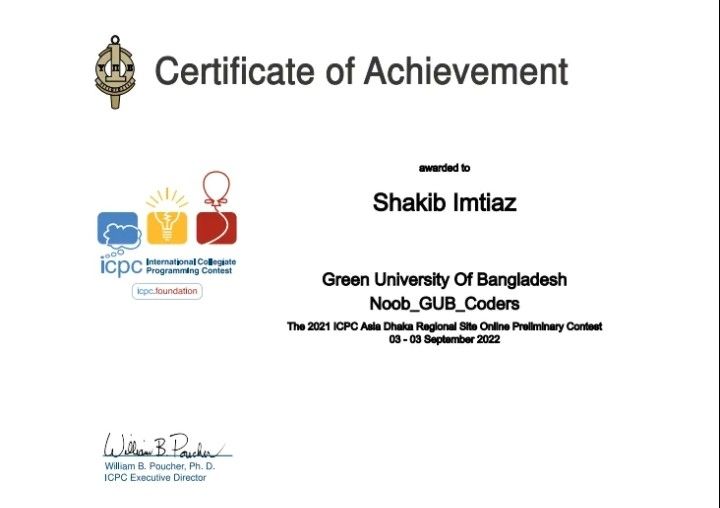 Certificate of Achievement
awarded to
Shakib Imtiaz
icpc International Collegiate
Programming Contest
icpc.foundation
Green University Of Bangladesh
Noob_GUB_Coders
The 2021 ICPC Asia Dhaka Regional Site Online Preliminary Contest
03 - 03 September 2022
William B. Poucher
William B. Poucher, Ph. D.
ICPC Executive Director